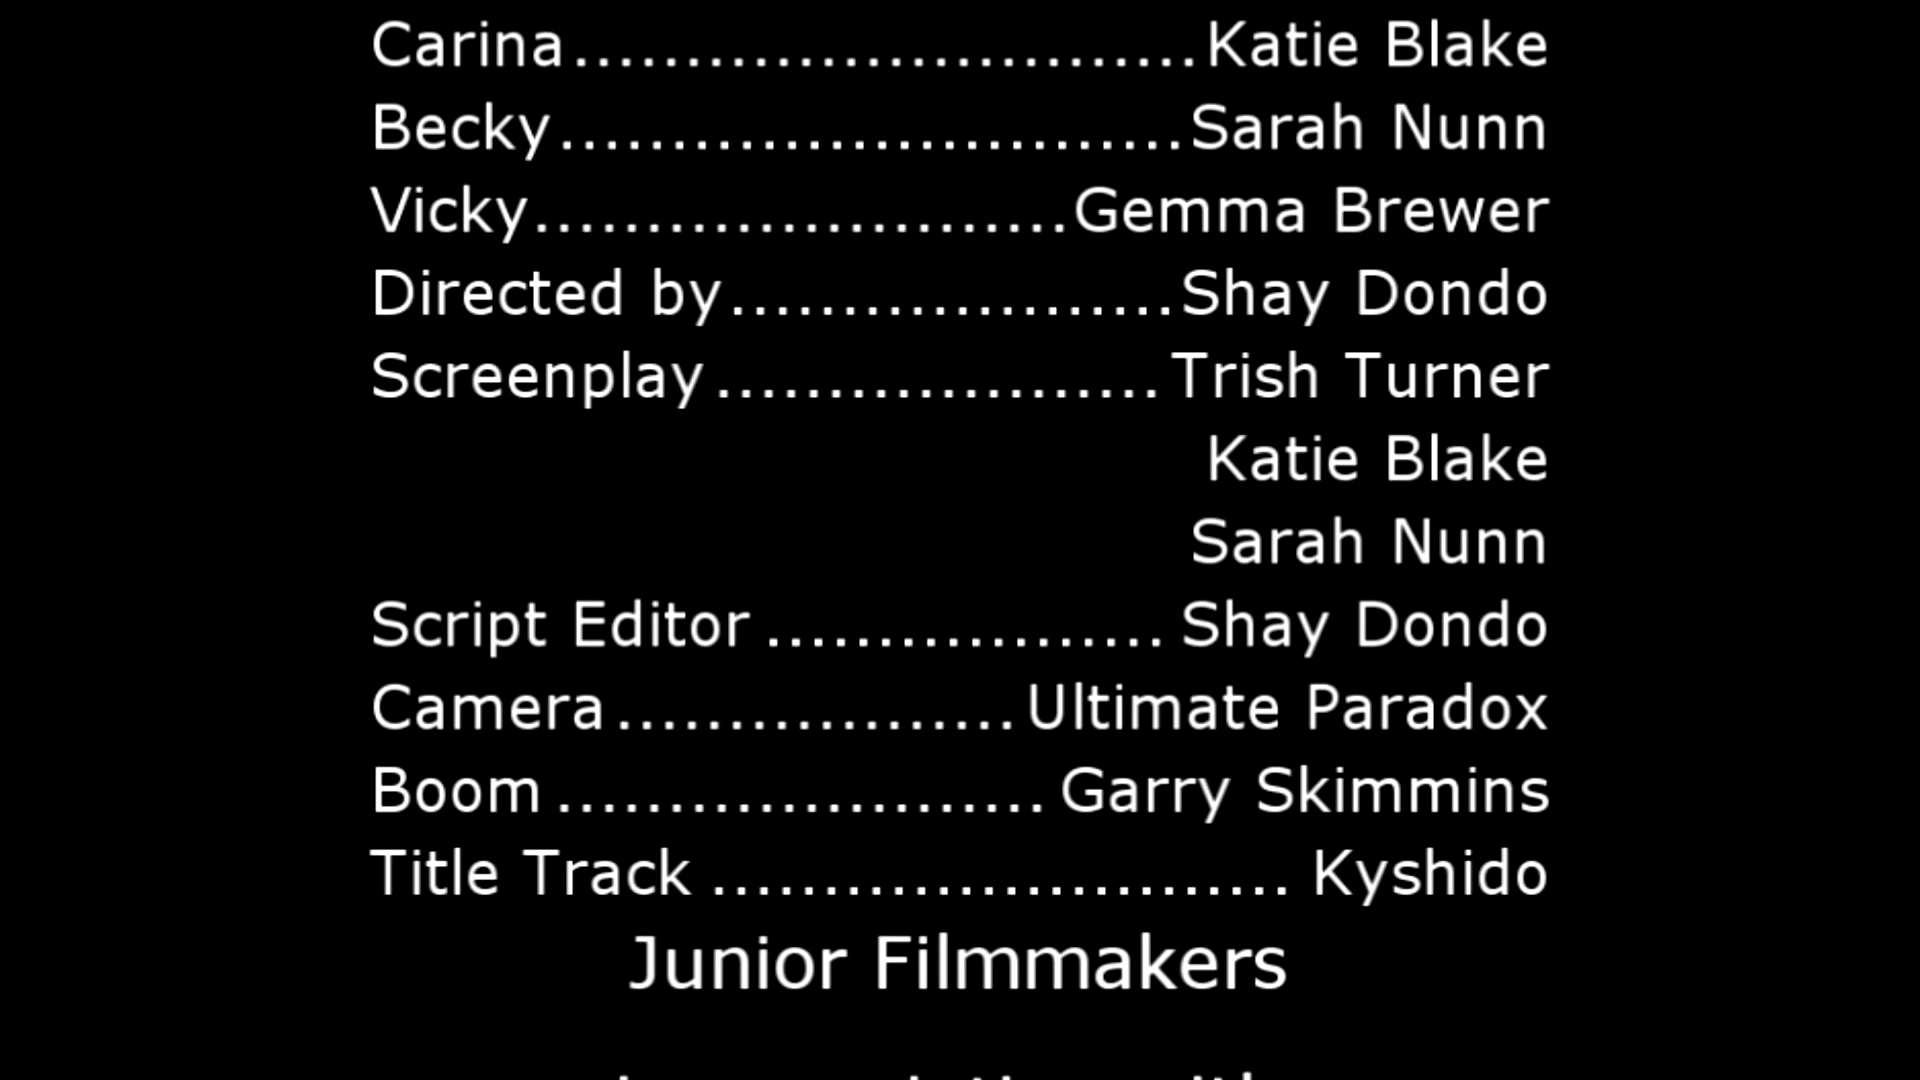 Carina............................Katie Blake
Becky............................Sarah Nunn
Vicky........................Gemma Brewer
Directed by....................Shay Dondo
Screenplay....................Trish Turner
Katie Blake
Sarah Nunn
Script Editor .................. Shay Dondo
Camera..................Ultimate Paradox
Boom ...................... Garry Skimmins
Title Track .......................... Kyshido
Junior Filmmakers